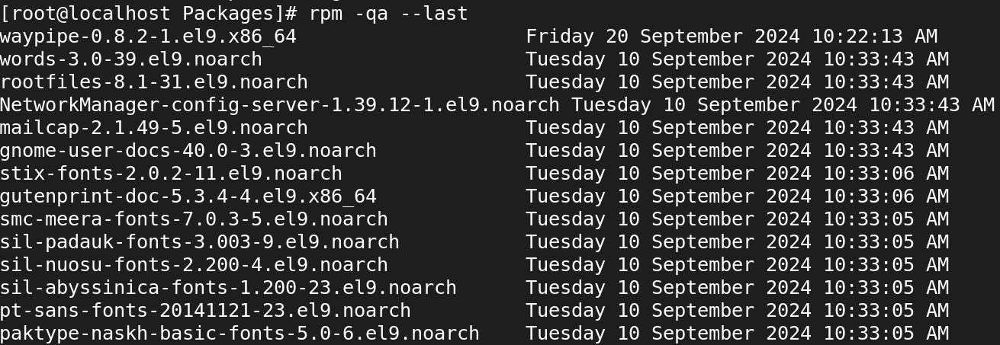 [root@localhost Packages]# rpm -qa --last
waypipe-0.8.2-1.el9.x86_64                    Friday 20 September 2024 10:22:13 AM
words-3.0-39.el9.noarch                       Tuesday 10 September 2024 10:33:43 AM
rootfiles-8.1-31.el9.noarch                   Tuesday 10 September 2024 10:33:43 AM
NetworkManager-config-server-1.39.12-1.el9.noarch Tuesday 10 September 2024 10:33:43 AM
mailcap-2.1.49-5.el9.noarch                   Tuesday 10 September 2024 10:33:43 AM
gnome-user-docs-40.0-3.el9.noarch             Tuesday 10 September 2024 10:33:43 AM
stix-fonts-2.0.2-11.el9.noarch                Tuesday 10 September 2024 10:33:06 AM
gutenprint-doc-5.3.4-4.el9.x86_64             Tuesday 10 September 2024 10:33:06 AM
smc-meera-fonts-7.0.3-5.el9.noarch            Tuesday 10 September 2024 10:33:05 AM
sil-padauk-fonts-3.003-9.el9.noarch           Tuesday 10 September 2024 10:33:05 AM
sil-nuosu-fonts-2.200-4.el9.noarch            Tuesday 10 September 2024 10:33:05 AM
sil-abyssinica-fonts-1.200-23.el9.noarch      Tuesday 10 September 2024 10:33:05 AM
pt-sans-fonts-20141121-23.el9.noarch          Tuesday 10 September 2024 10:33:05 AM
paktype-naskh-basic-fonts-5.0-6.el9.noarch    Tuesday 10 September 2024 10:33:05 AM